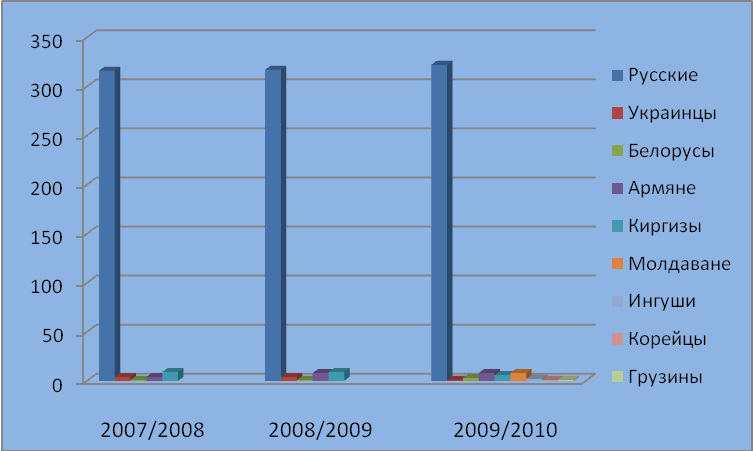 350
300
250
200
150
100
50
0
2007/2008 2008/2009 2009/2010
Русские
Украинцы
Белорусы
Армяне
Киргизы
Молдаване
Ингуши
Корейцы
Грузины